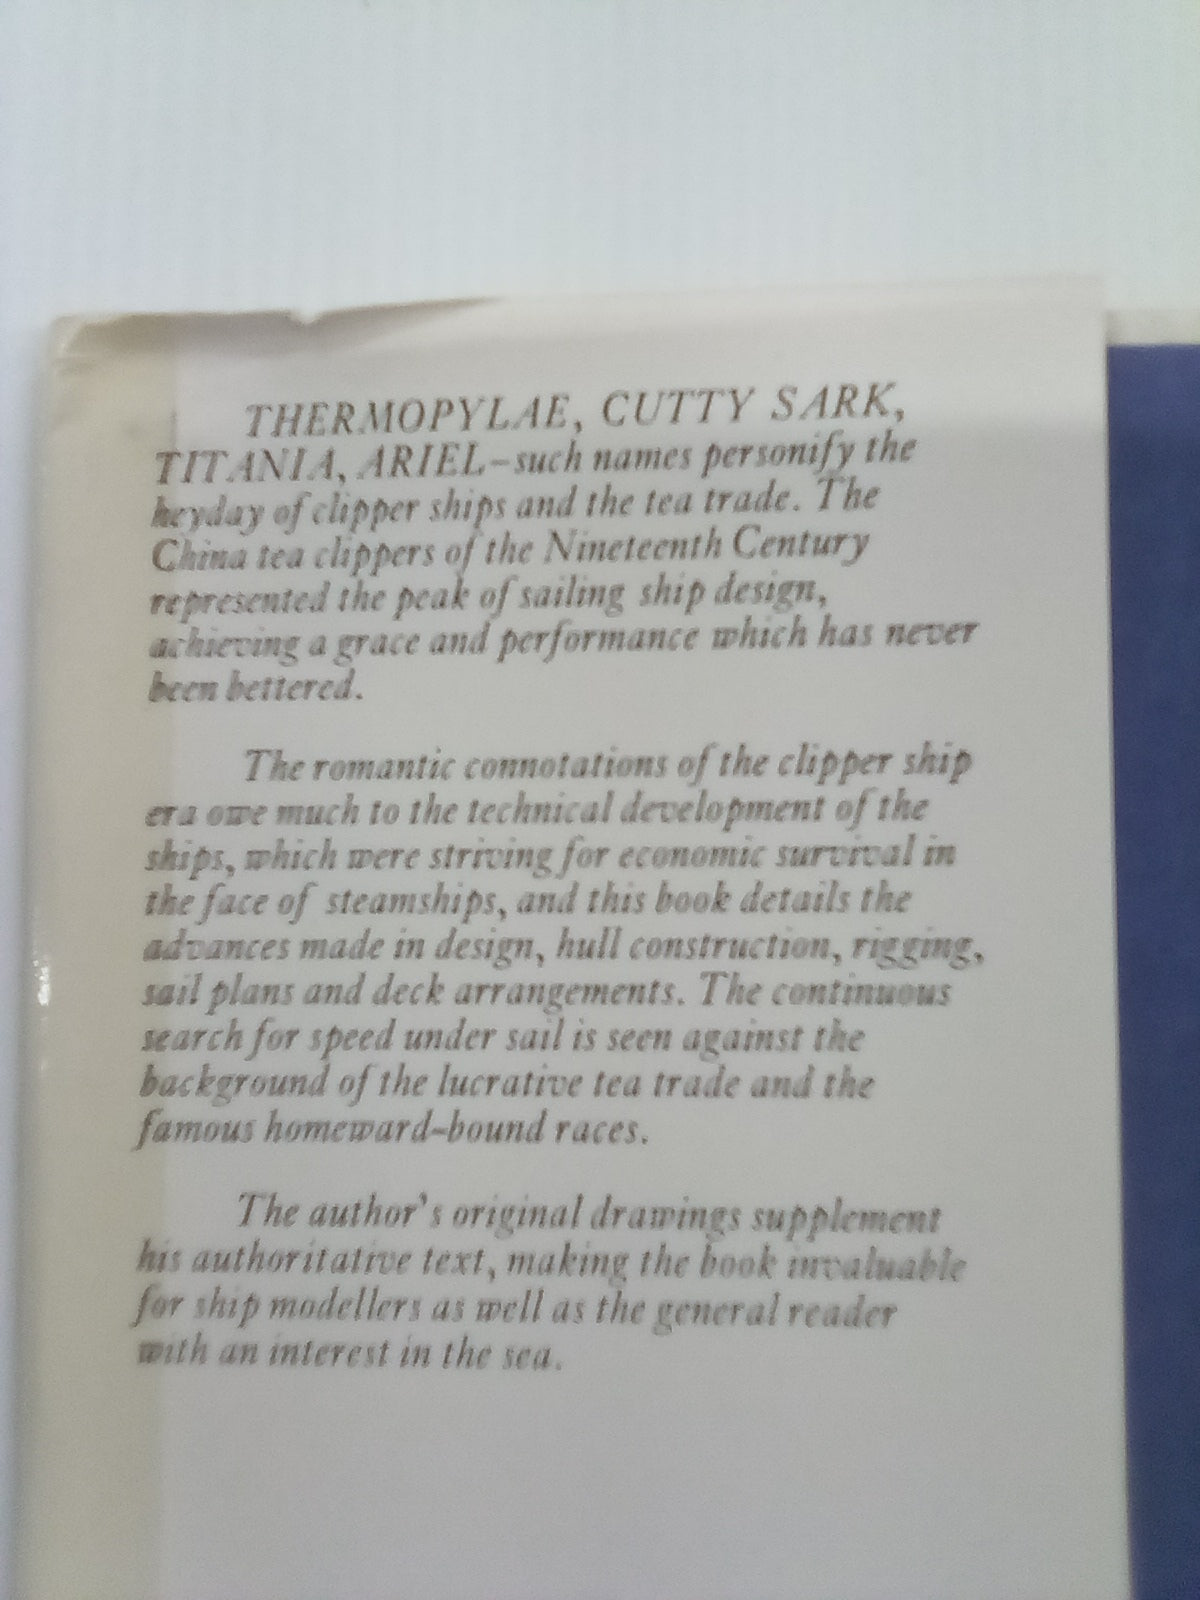 THERMOPYLAE, CUTTY SARK,
TITANIA, ARIEL–such names personify the
heyday of clipper ships and the tea trade. The
China tea clippers of the Nineteenth Century
represented the peak of sailing ship design,
achieving a grace and performance which has never
been bettered.
The romantic connotations of the clipper ship
era owe much to the technical development of the
ships, which were striving for economic survival in
the face of steamships, and this book details the
advances made in design, hull construction, rigging,
sail plans and deck arrangements. The continuous
search for speed under sail is seen against the
background of the lucrative tea trade and the
famous homeward-bound races.
The author's original drawings supplement
his authoritative text, making the book invaluable
for ship modellers as well as the general reader
with an interest in the sea.